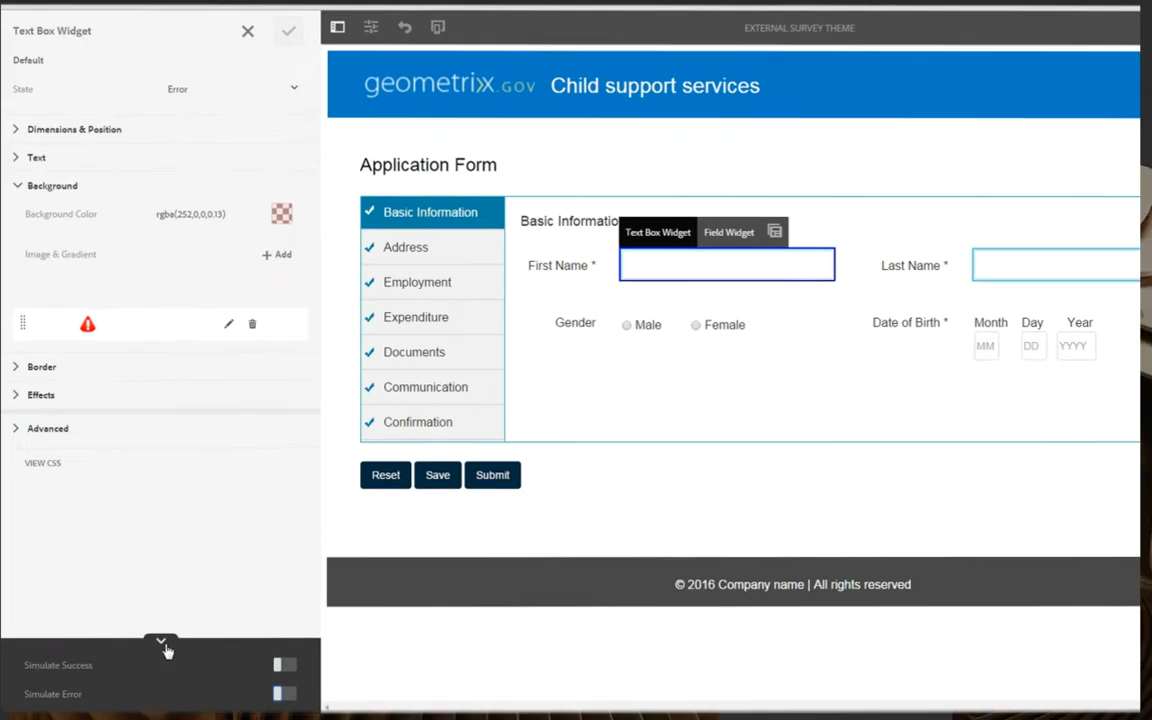 Text Box Widget
Default
State Error
Dimensions & Position
Text
Background
Background Color rgba(252,0,0,0.13)
Image & Gradient + Add
Border
Effects
Advanced
VIEW CSS
Simulate Success
Simulate Error
EXTERNAL SURVEY THEME
geometrixx.GOV Child support services
Application Form
Basic Information
Address
Employment
Expenditure
Documents
Communication
Confirmation
Basic Informatio
Text Box Widget Field Widget
First Name * Last Name *
Gender Male Female Date of Birth * Month Day Year
MM DD YYYY
Reset Save Submit
© 2016 Company name | All rights reserved